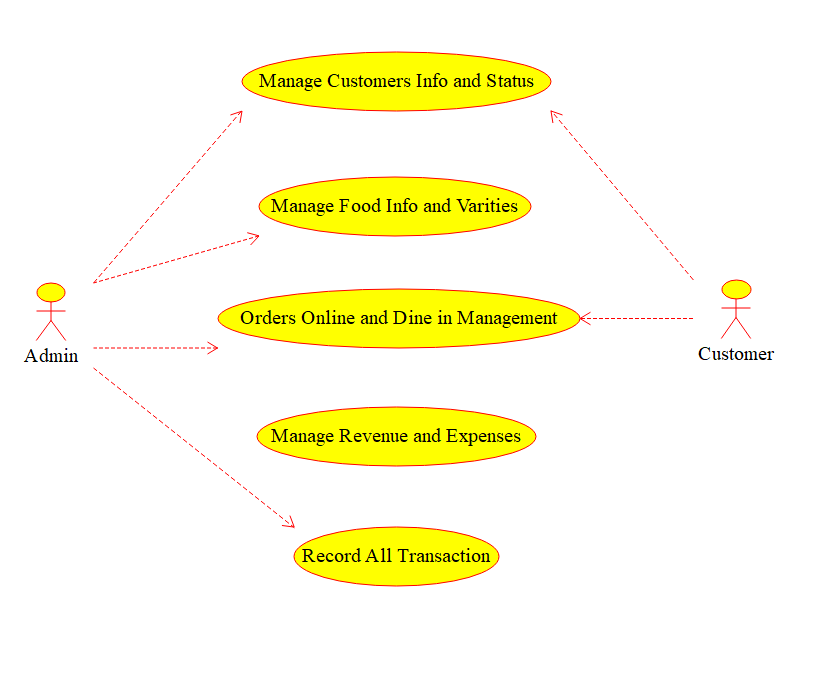 Manage Customers Info and Status
Manage Food Info and Varities
Orders Online and Dine in Management
Admin
Customer
Manage Revenue and Expenses
Record All Transaction